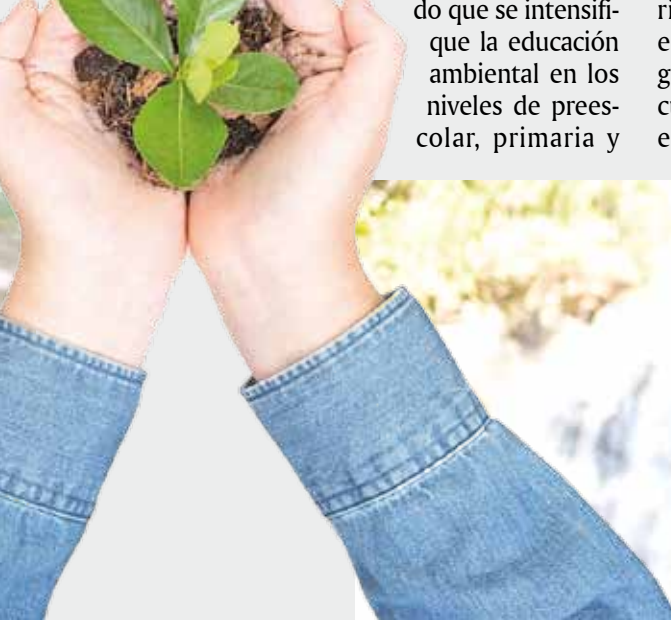 do que se intensifi-
que la educación
ambiental en los
niveles de prees-
colar, primaria y